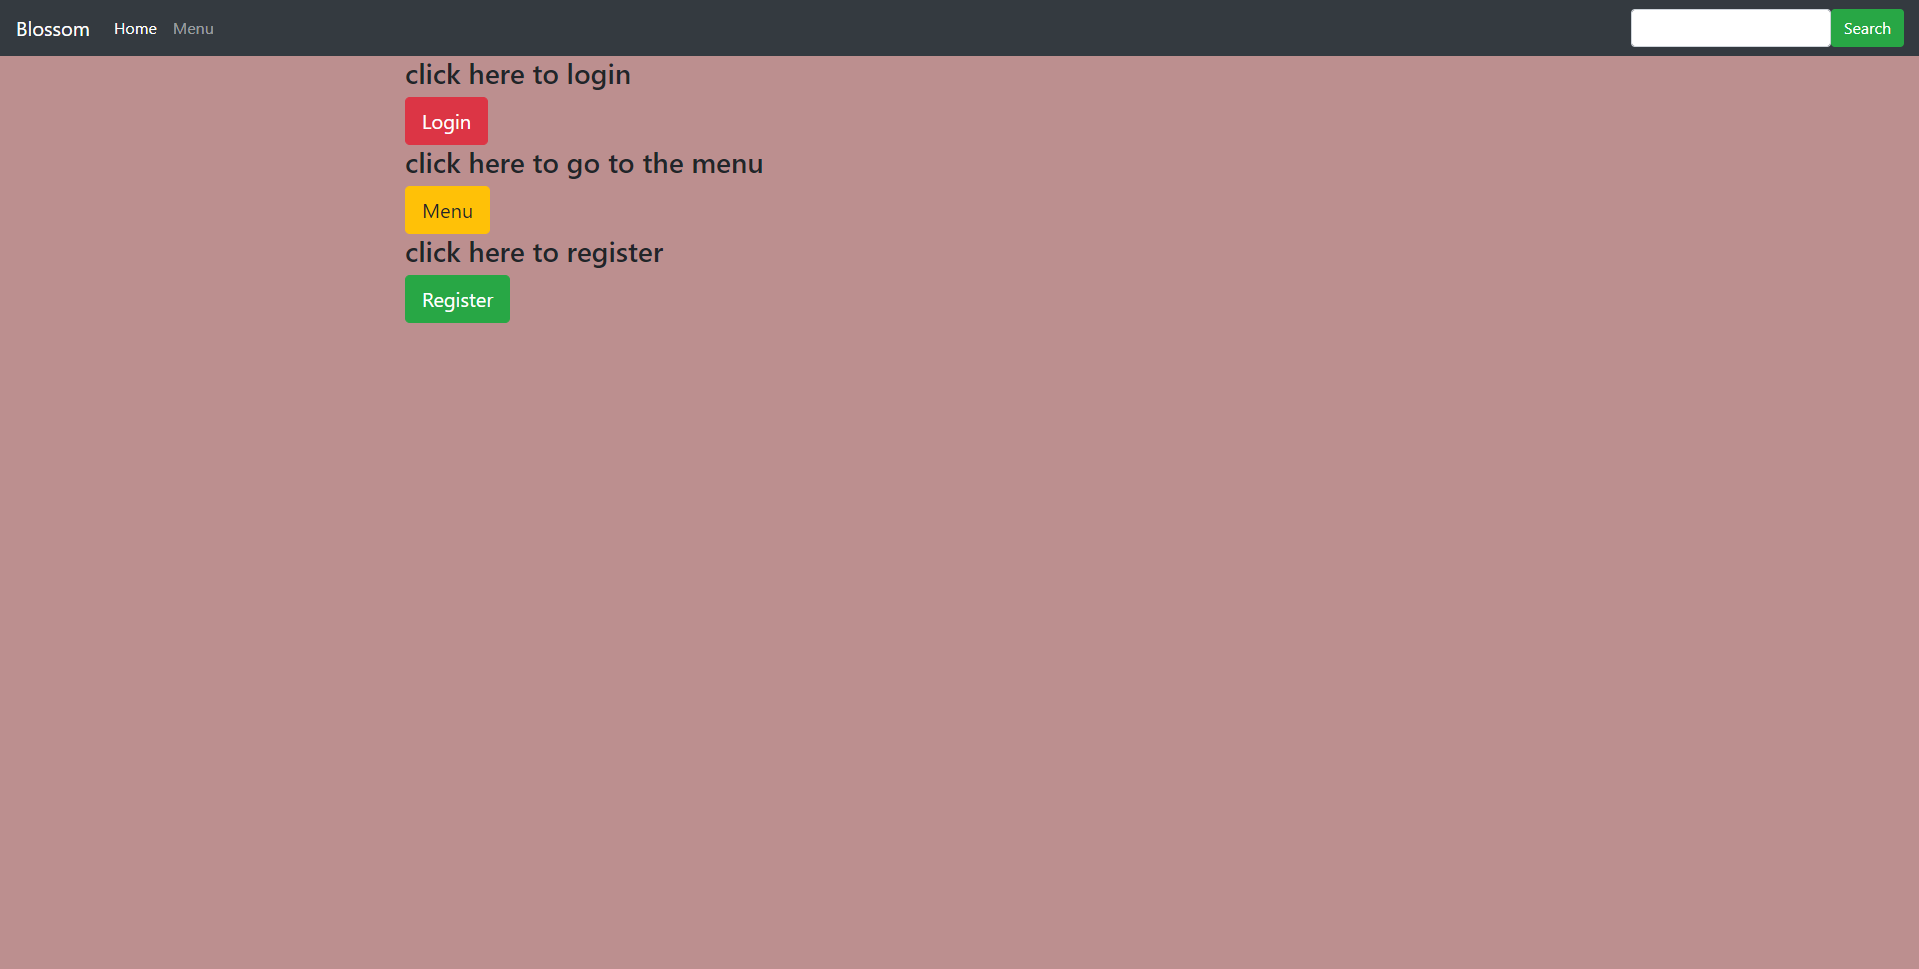 Blossom Home Menu Search
click here to login
Login
click here to go to the menu
Menu
click here to register
Register